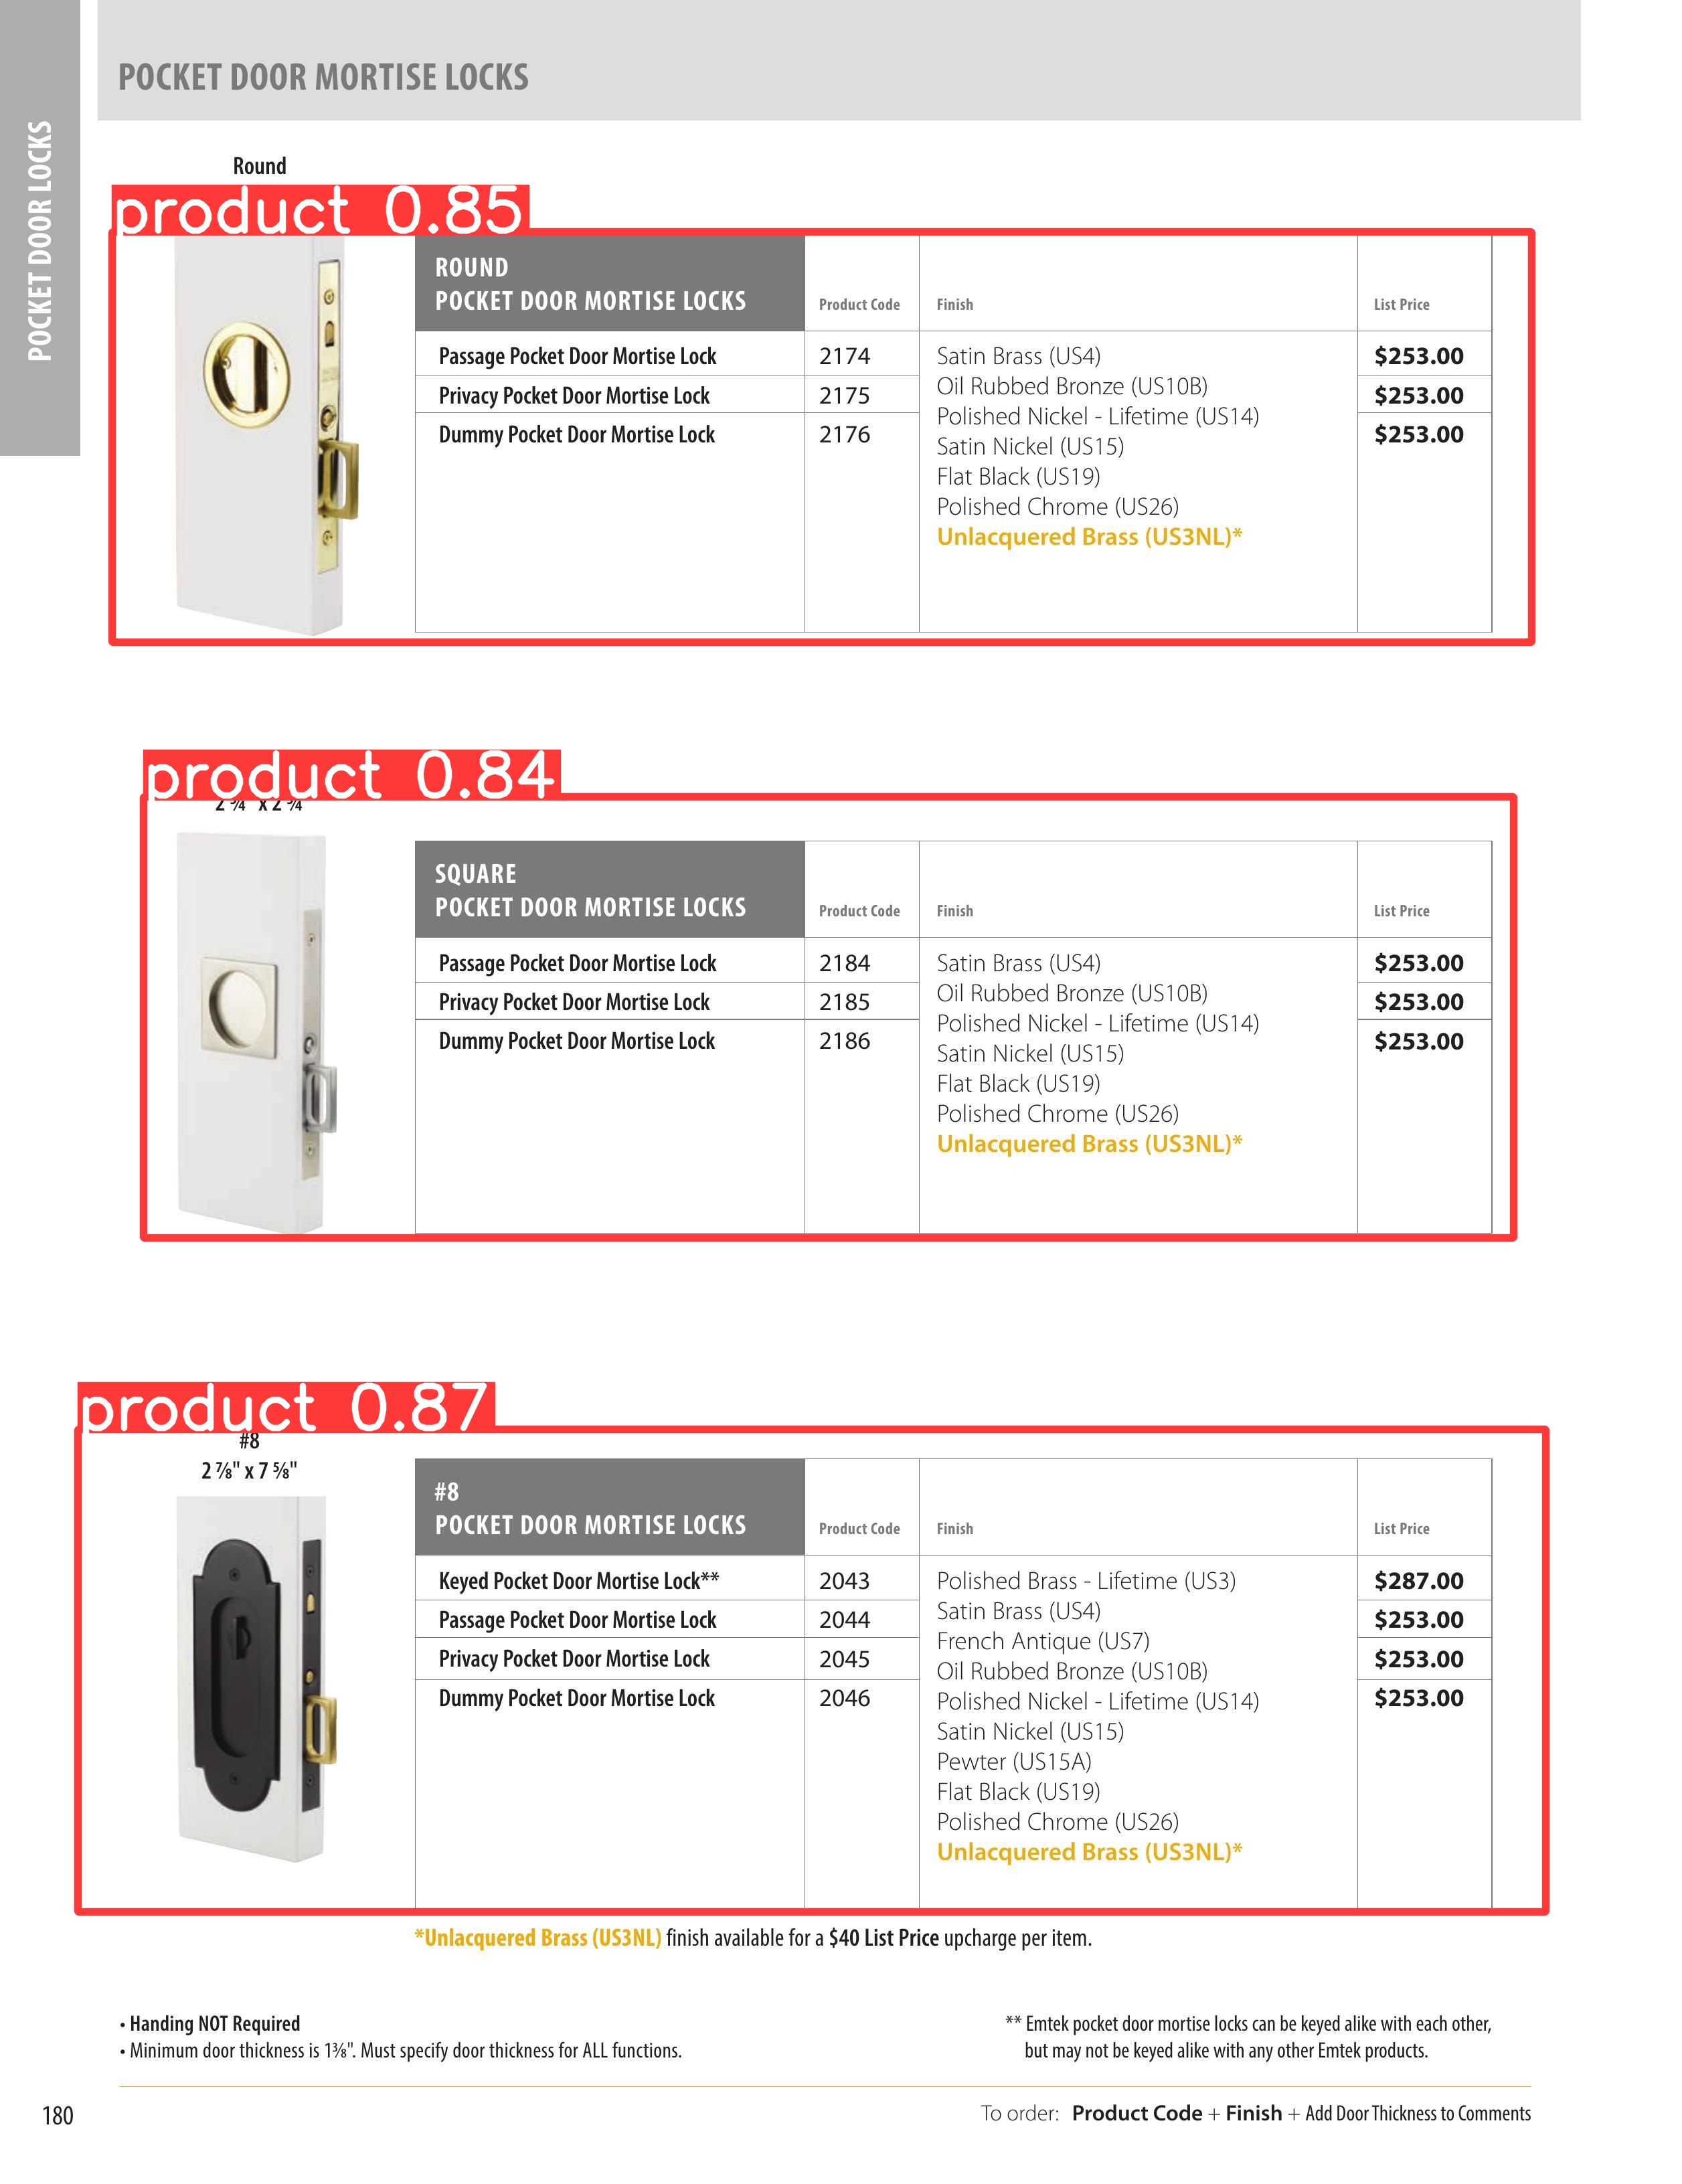 POCKET DOOR MORTISE LOCKS
POCKET DOOR LOCKS
Round
product 0.85
ROUND
POCKET DOOR MORTISE LOCKS
Product Code
Finish
List Price
Passage Pocket Door Mortise Lock
2174
$253.00
Privacy Pocket Door Mortise Lock
2175
$253.00
Dummy Pocket Door Mortise Lock
2176
$253.00
Satin Brass (US4)
Oil Rubbed Bronze (US10B)
Polished Nickel - Lifetime (US14)
Satin Nickel (US15)
Flat Black (US19)
Polished Chrome (US26)
Unlacquered Brass (US3NL)*
product 0.84
SQUARE
POCKET DOOR MORTISE LOCKS
Product Code
Finish
List Price
Passage Pocket Door Mortise Lock
2184
$253.00
Privacy Pocket Door Mortise Lock
2185
$253.00
Dummy Pocket Door Mortise Lock
2186
$253.00
Satin Brass (US4)
Oil Rubbed Bronze (US10B)
Polished Nickel - Lifetime (US14)
Satin Nickel (US15)
Flat Black (US19)
Polished Chrome (US26)
Unlacquered Brass (US3NL)*
product 0.87
#8
2 ⅞" x 7 ⅝"
#8
POCKET DOOR MORTISE LOCKS
Product Code
Finish
List Price
Keyed Pocket Door Mortise Lock**
2043
$287.00
Passage Pocket Door Mortise Lock
2044
$253.00
Privacy Pocket Door Mortise Lock
2045
$253.00
Dummy Pocket Door Mortise Lock
2046
$253.00
Polished Brass - Lifetime (US3)
Satin Brass (US4)
French Antique (US7)
Oil Rubbed Bronze (US10B)
Polished Nickel - Lifetime (US14)
Satin Nickel (US15)
Pewter (US15A)
Flat Black (US19)
Polished Chrome (US26)
Unlacquered Brass (US3NL)*
*Unlacquered Brass (US3NL) finish available for a $40 List Price upcharge per item.
• Handing NOT Required
• Minimum door thickness is 1⅜". Must specify door thickness for ALL functions.
** Emtek pocket door mortise locks can be keyed alike with each other,
but may not be keyed alike with any other Emtek products.
180
To order: Product Code + Finish + Add Door Thickness to Comments